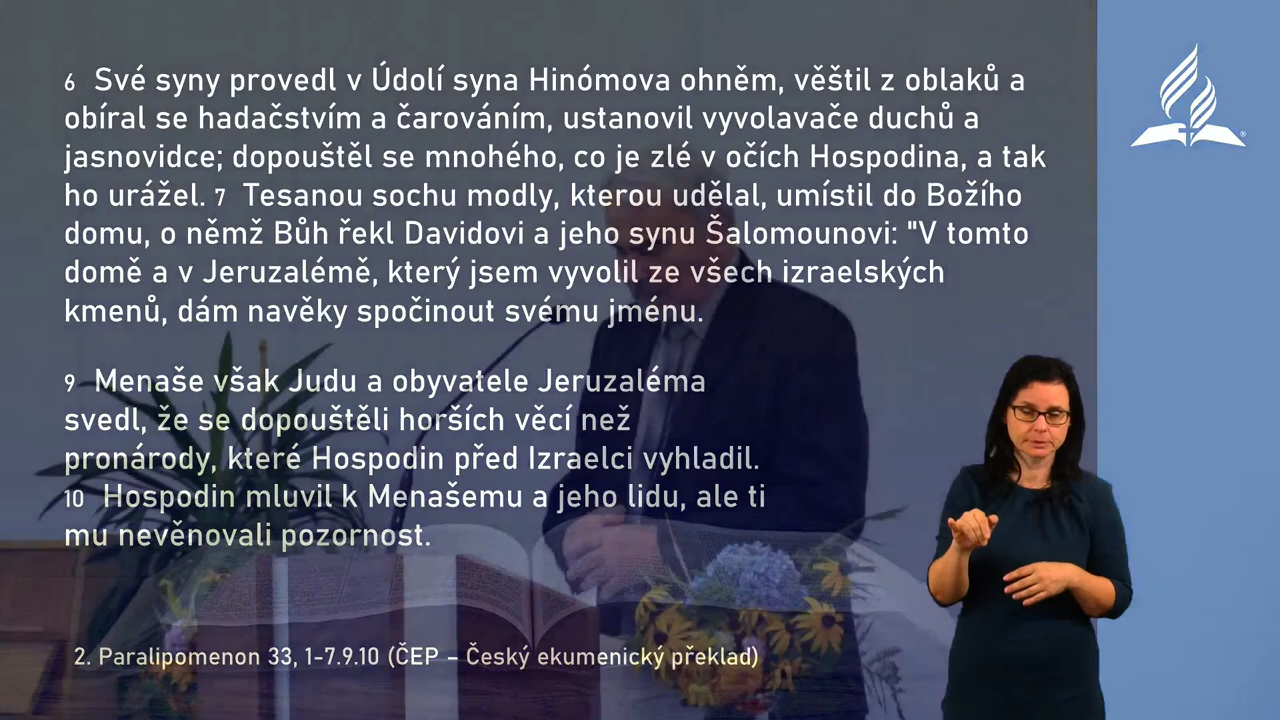 6 Své syny provedl v Údolí syna Hinómova ohněm, věštil z oblaků a
obíral se hadačstvím a čarováním, ustanovil vyvolavače duchů a
jasnovidce; dopouštěl se mnohého, co je zlé v očích Hospodina, a tak
ho urážel. 7 Tesanou sochu modly, kterou udělal, umístil do Božího
domu, o němž Bůh řekl Davidovi a jeho synu Šalomounovi: "V tomto
domě a v Jeruzalémě, který jsem vyvolil ze všech izraelských
kmenů, dám navěky spočinout svému jménu.
9 Menaše však Judu a obyvatele Jeruzaléma
svedl, že se dopouštěli horších věcí než
pronárody, které Hospodin před Izraelci vyhladil.
10 Hospodin mluvil k Menašemu a jeho lidu, ale ti
mu nevěnovali pozornost.
2. Paralipomenon 33, 1-7.9.10 (ČEP – Český ekumenický překlad)